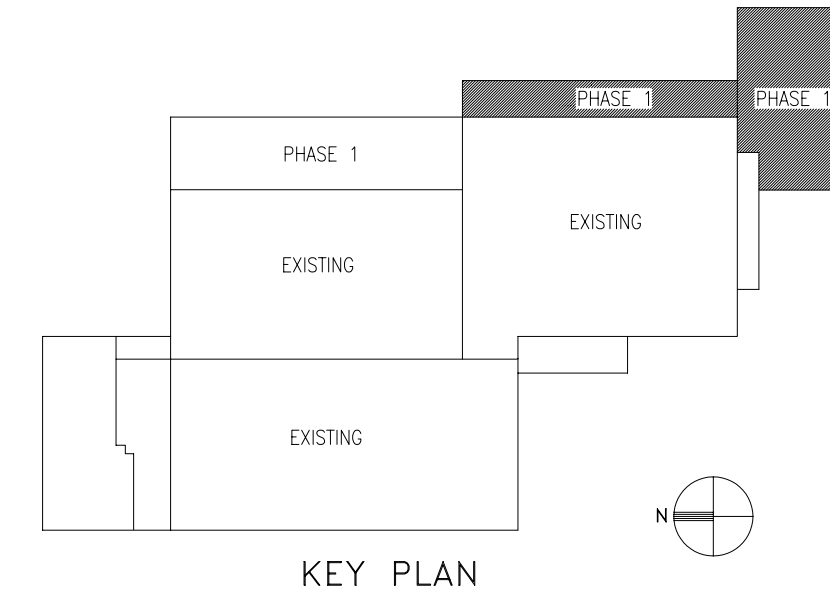 PHASE 1
PHASE 1
PHASE 1
EXISTING
EXISTING
EXISTING
N
KEY PLAN